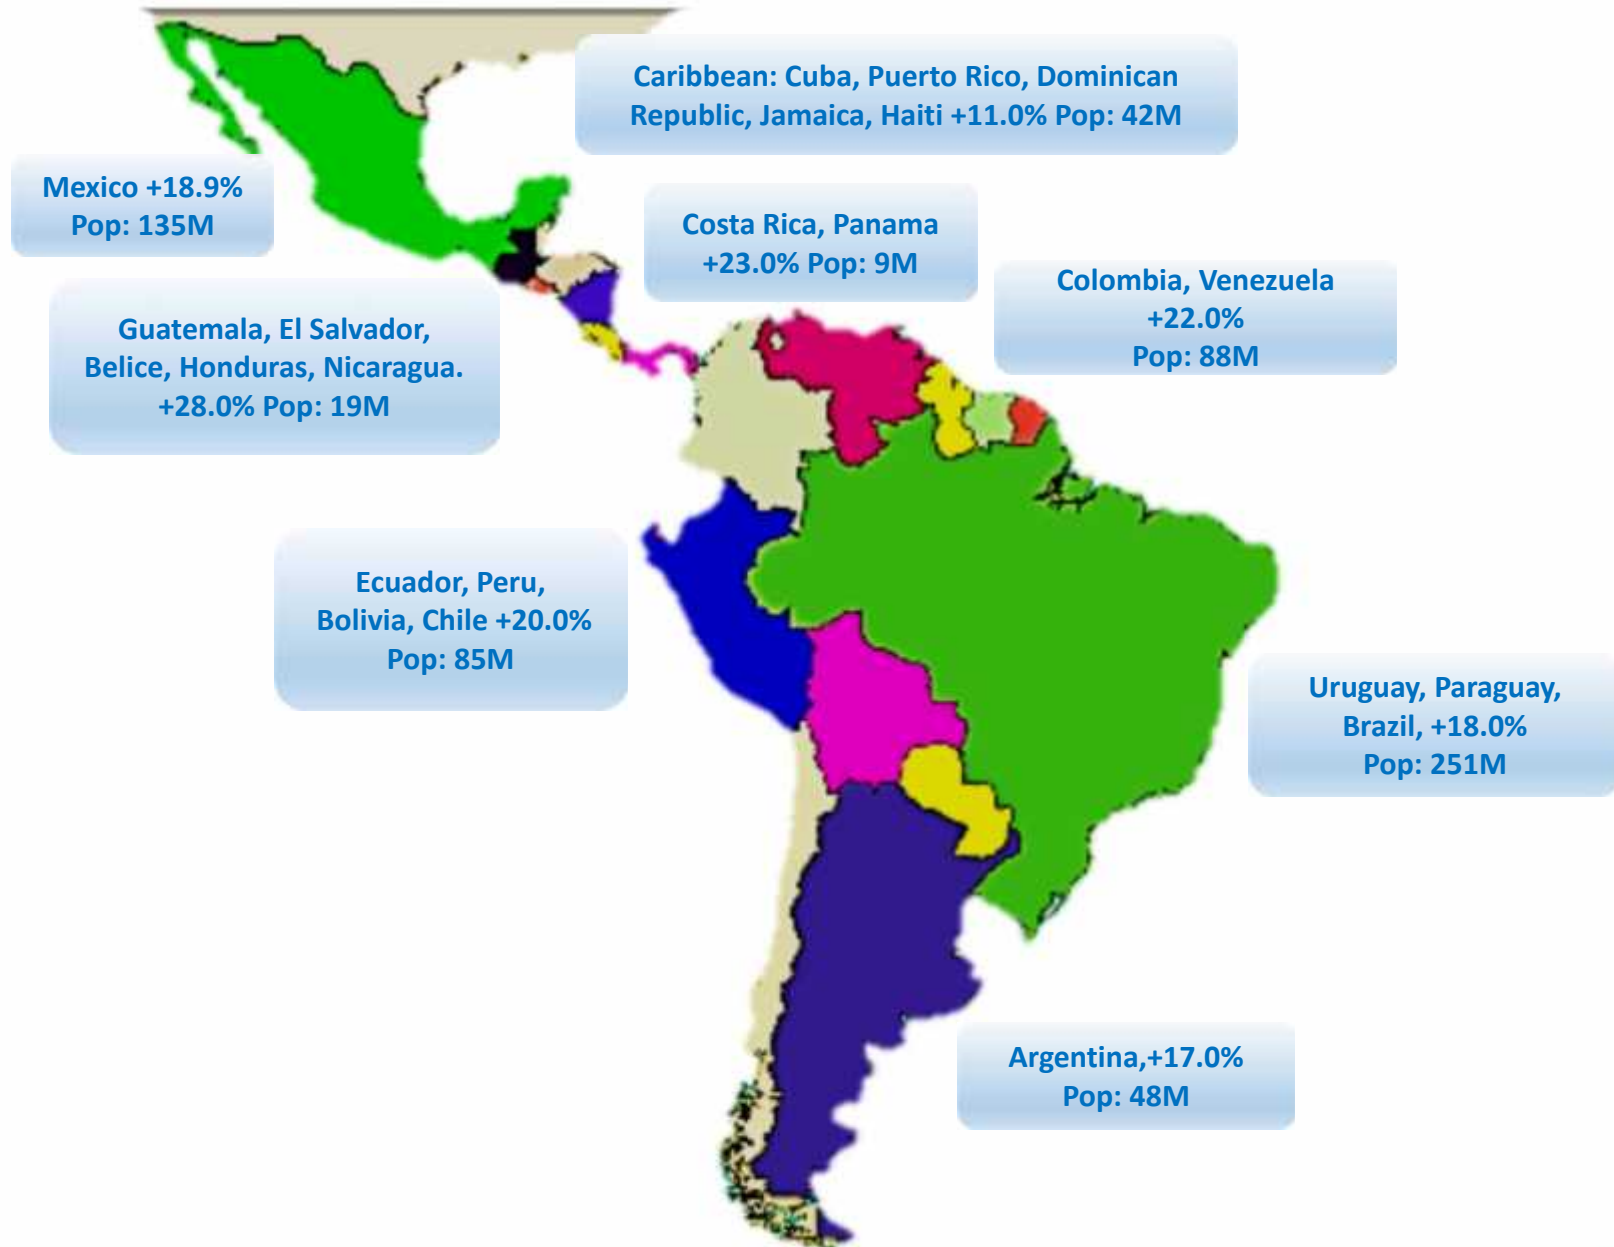 Caribbean: Cuba, Puerto Rico, Dominican
Republic, Jamaica, Haiti +11.0% Pop: 42M
Mexico +18.9%
Pop: 135M
Costa Rica, Panama
+23.0% Pop: 9M
Colombia, Venezuela
+22.0%
Pop: 88M
Guatemala, El Salvador,
Belice, Honduras, Nicaragua.
+28.0% Pop: 19M
Ecuador, Peru,
Bolivia, Chile +20.0%
Pop: 85M
Uruguay, Paraguay,
Brazil, +18.0%
Pop: 251M
Argentina,+17.0%
Pop: 48M